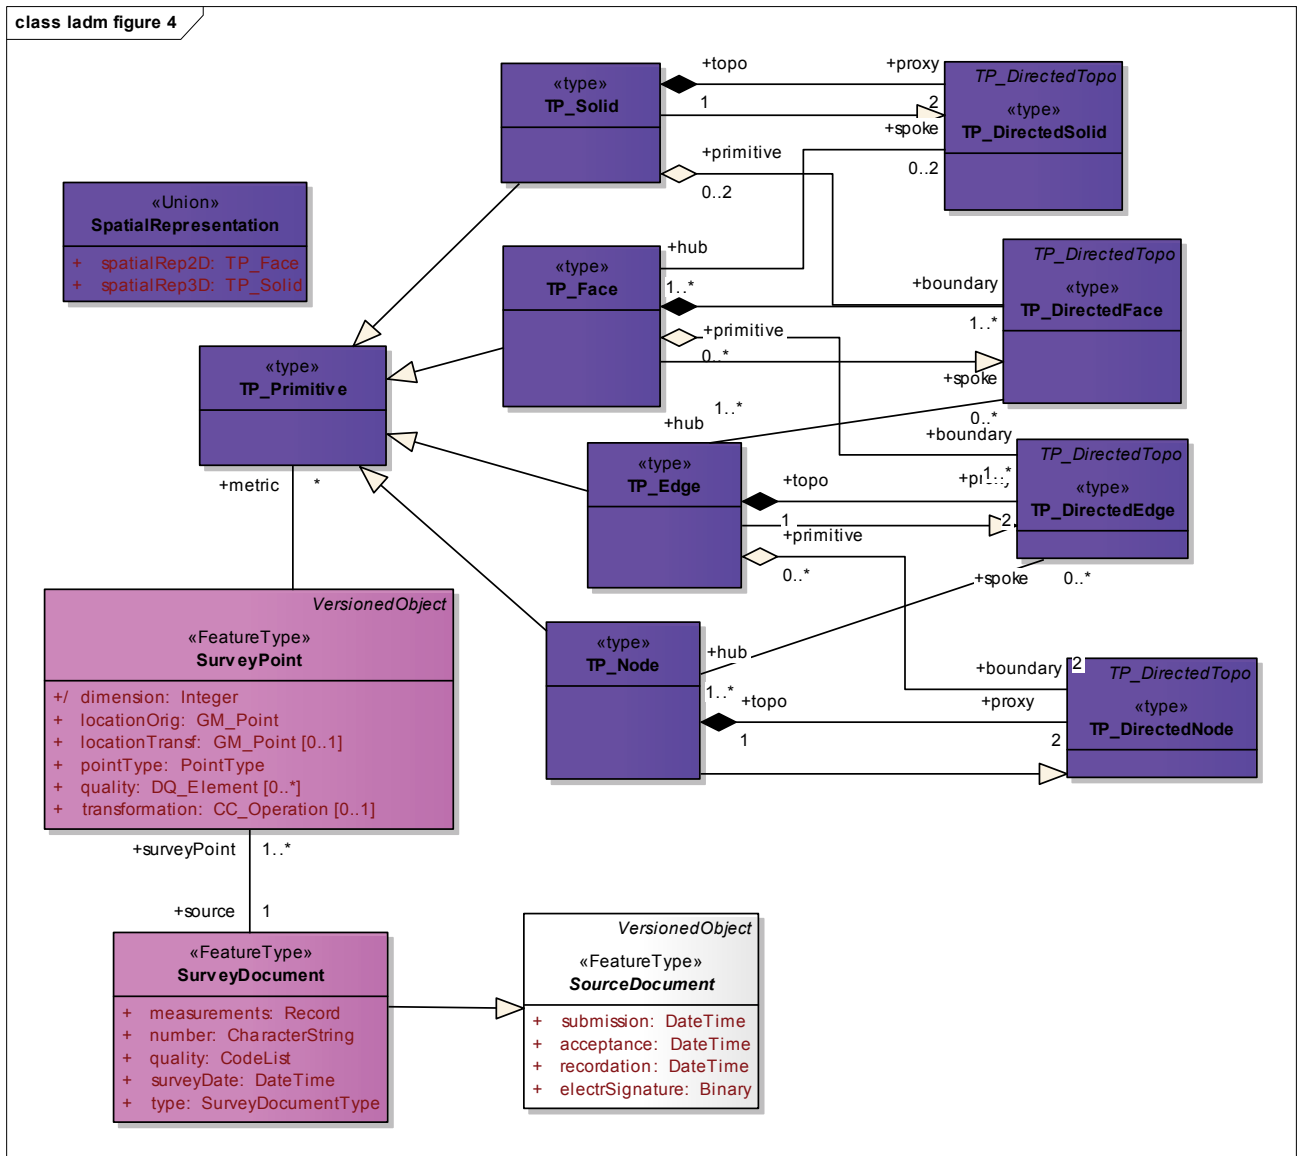 class ladm figure 4
«type»
TP_Solid
+topo
1
+proxy
2
TP_DirectedTopo
«type»
TP_DirectedSolid
+spoke
0..2
+primitive
0..2
«Union»
SpatialRepresentation
+ spatialRep2D: TP_Face
+ spatialRep3D: TP_Solid
«type»
TP_Face
+hub
1..*
+boundary
1..*
TP_DirectedTopo
«type»
TP_DirectedFace
+primitive
0..*
+spoke
0..*
«type»
TP_Primitive
+metric
*
+hub
1..*
+boundary
1..*
«type»
TP_Edge
+topo
1
2
TP_DirectedTopo
«type»
TP_DirectedEdge
+primitive
0..*
+spoke
0..*
VersionedObject
«FeatureType»
SurveyPoint
+/ dimension: Integer
+ locationOrig: GM_Point
+ locationTransf: GM_Point [0..1]
+ pointType: PointType
+ quality: DQ_Element [0..*]
+ transformation: CC_Operation [0..1]
«type»
TP_Node
+hub
1..*
+boundary
2
+topo
1
+proxy
2
TP_DirectedTopo
«type»
TP_DirectedNode
+surveyPoint
1..*
+source
1
«FeatureType»
SurveyDocument
+ measurements: Record
+ number: CharacterString
+ quality: CodeList
+ surveyDate: DateTime
+ type: SurveyDocumentType
VersionedObject
«FeatureType»
SourceDocument
+ submission: DateTime
+ acceptance: DateTime
+ recordation: DateTime
+ electrSignature: Binary